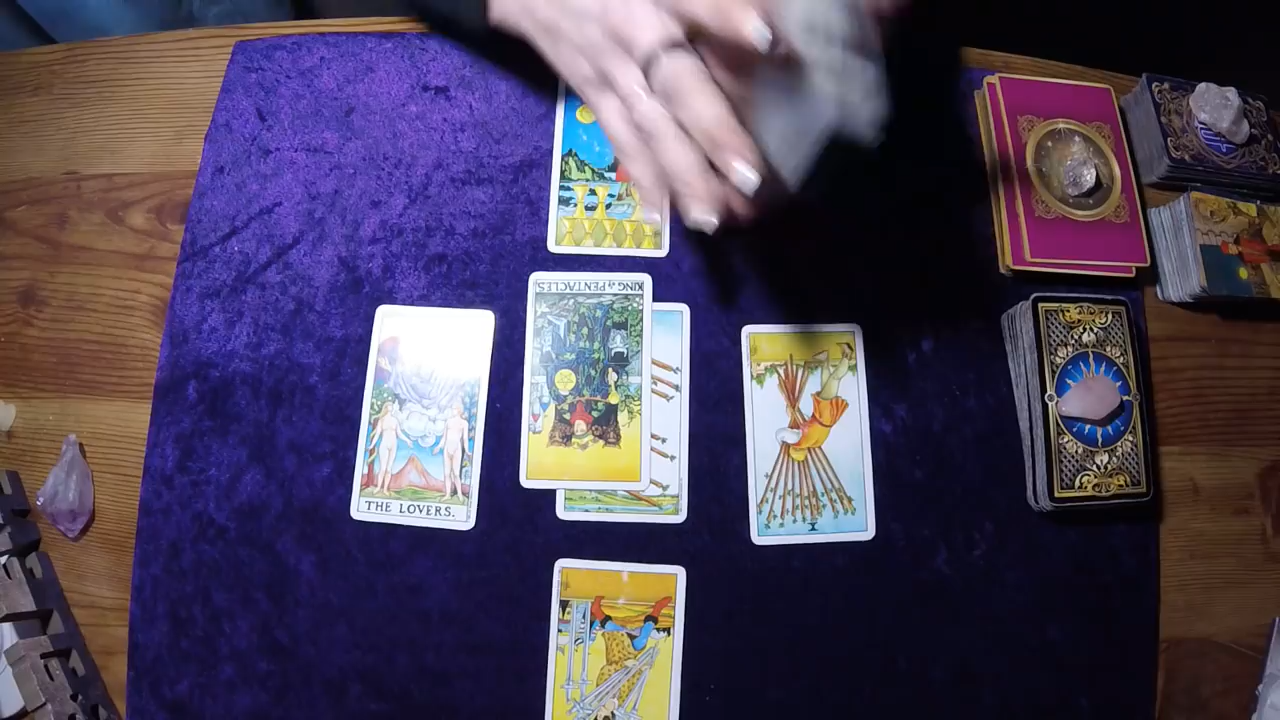 KING of PENTACLES
THE LOVERS.
X